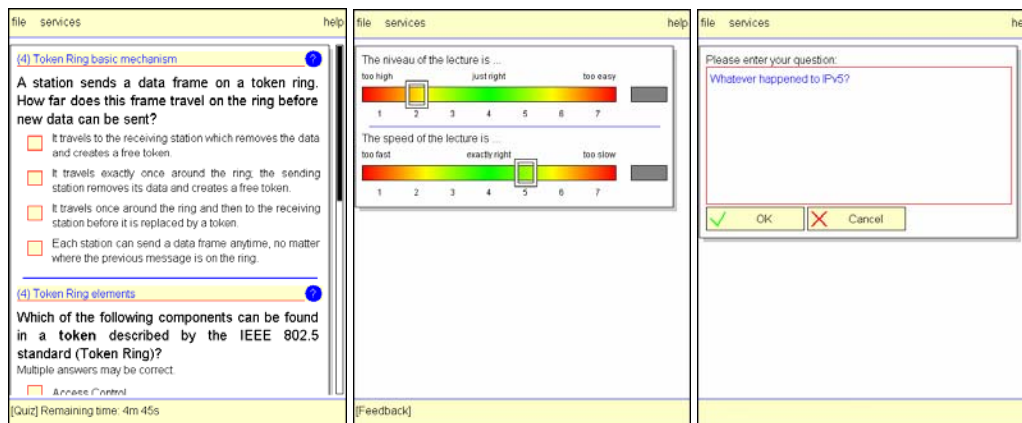 file services help
(4) Token Ring basic mechanism ?
A station sends a data frame on a token ring.
How far does this frame travel on the ring before
new data can be sent?
It travels to the receiving station which removes the data
and creates a free token.
It travels exactly once around the ring; the sending
station removes its data and creates a free token.
It travels once around the ring and then to the receiving
station before it is replaced by a token.
Each station can send a data frame anytime, no matter
where the previous message is on the ring.
(4) Token Ring elements ?
Which of the following components can be found
in a token described by the IEEE 802.5
standard (Token Ring)?
Multiple answers may be correct.
Access Control
[Quiz] Remaining time: 4m 45s
file services help
The niveau of the lecture is ...
too high just right too easy
1 2 3 4 5 6 7
The speed of the lecture is ...
too fast exactly right too slow
1 2 3 4 5 6 7
[Feedback]
file services he
Please enter your question:
Whatever happened to IPv5?
OK Cancel